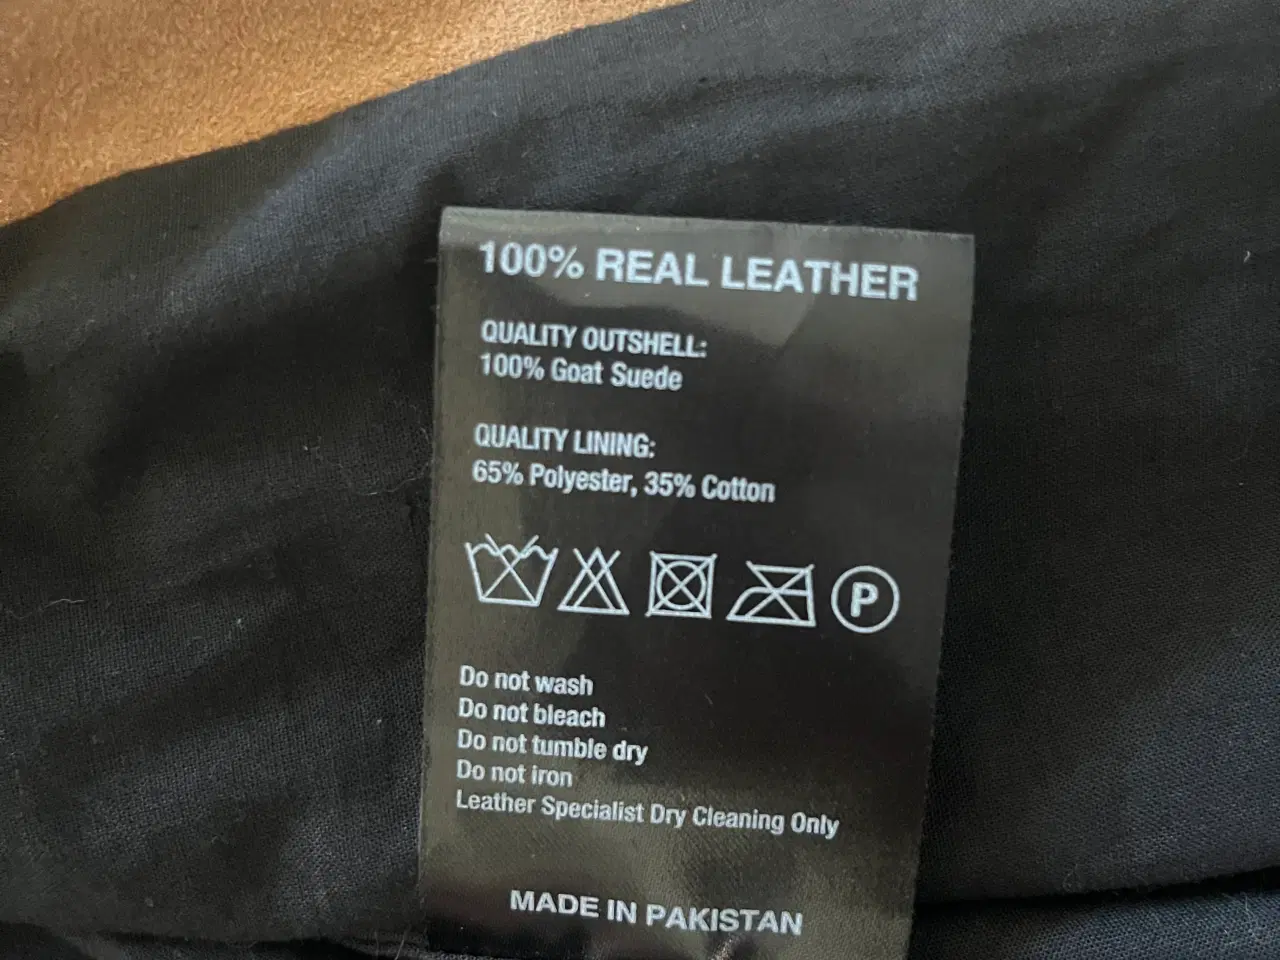 100% REAL LEATHER
QUALITY OUTSHELL:
100% Goat Suede
QUALITY LINING:
65% Polyester, 35% Cotton
P
Do not wash
Do not bleach
Do not tumble dry
Do not iron
Leather Specialist Dry Cleaning Only
MADE IN PAKISTAN